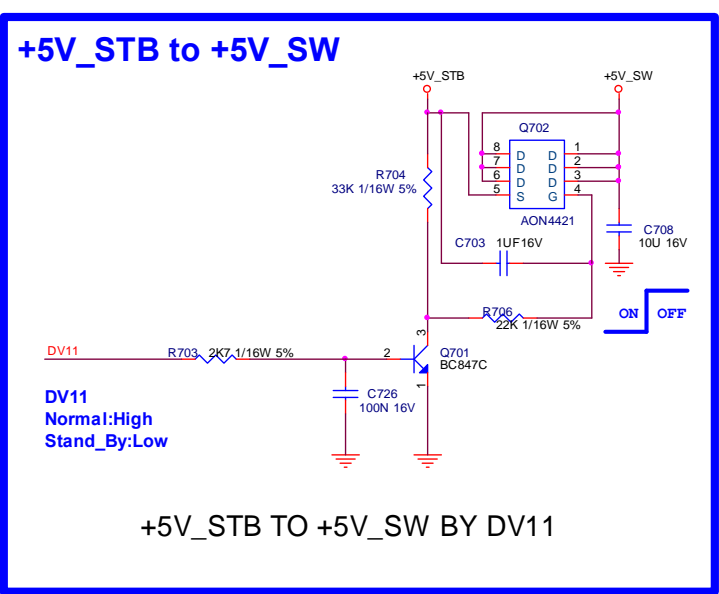 +5V_STB to +5V_SW
+5V_STB
+5V_SW
Q702
8 D D 1
7 D D 2
6 D D 3
5 S G 4
AON4421
R704
33K 1/16W 5%
C703 1UF16V
C708
10U 16V
R706
22K 1/16W 5%
ON OFF
DV11
R703 2K7 1/16W 5%
2
3
1
Q701
BC847C
C726
100N 16V
DV11
Normal:High
Stand_By:Low
+5V_STB TO +5V_SW BY DV11